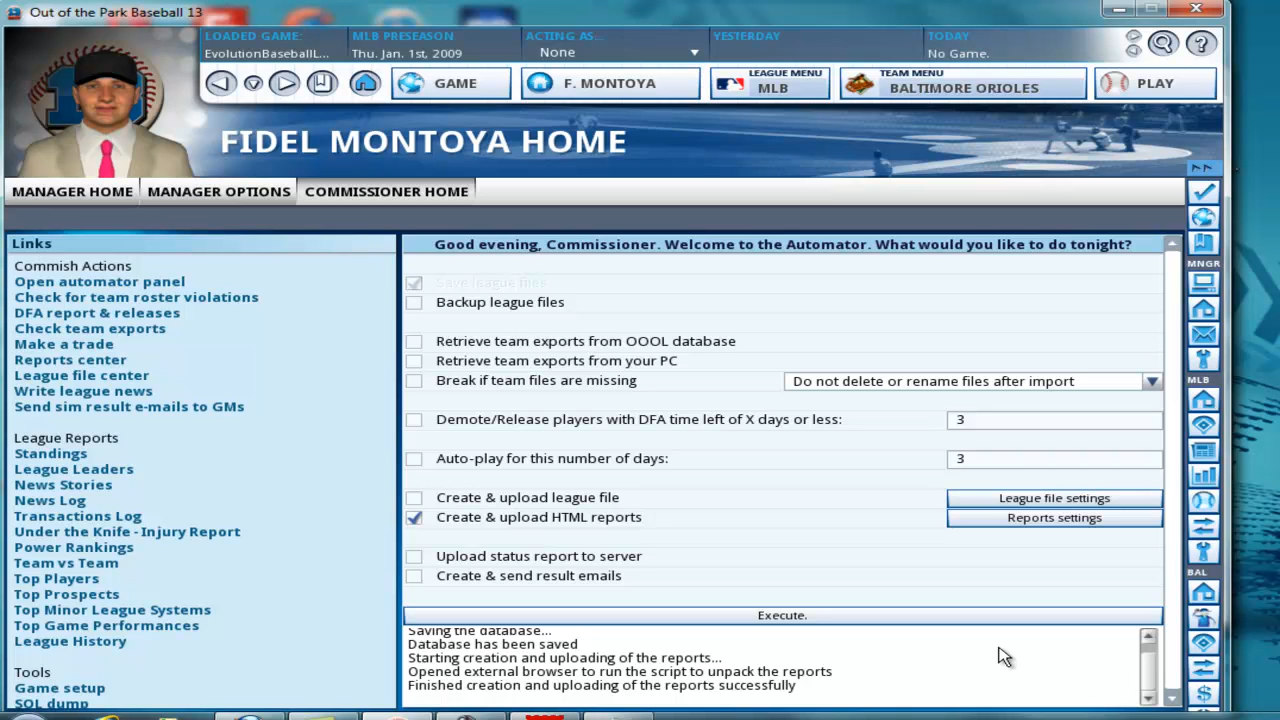 Out of the Park Baseball 13
LOADED GAME:
EvolutionBaseballL...
MLB PRESEASON
Thu. Jan. 1st, 2009
ACTING AS...
None
YESTERDAY
TODAY
No Game.
GAME
F. MONTOYA
LEAGUE MENU
MLB
TEAM MENU
BALTIMORE ORIOLES
PLAY
FIDEL MONTOYA HOME
MANAGER HOME
MANAGER OPTIONS
COMMISSIONER HOME
Links
Commish Actions
Open automator panel
Check for team roster violations
DFA report & releases
Check team exports
Make a trade
Reports center
League file center
Write league news
Send sim result e-mails to GMs
League Reports
Standings
League Leaders
News Stories
News Log
Transactions Log
Under the Knife - Injury Report
Power Rankings
Team vs Team
Top Players
Top Prospects
Top Minor League Systems
Top Game Performances
League History
Tools
Game setup
SQL dump
Good evening, Commissioner. Welcome to the Automator. What would you like to do tonight?
Save league files
Backup league files
Retrieve team exports from OOOL database
Retrieve team exports from your PC
Break if team files are missing
Do not delete or rename files after import
Demote/Release players with DFA time left of X days or less:
3
Auto-play for this number of days:
3
Create & upload league file
League file settings
Create & upload HTML reports
Reports settings
Upload status report to server
Create & send result emails
Execute.
Saving the database...
Database has been saved
Starting creation and uploading of the reports...
Opened external browser to run the script to unpack the reports
Finished creation and uploading of the reports successfully
MNGR
MLB
BAL